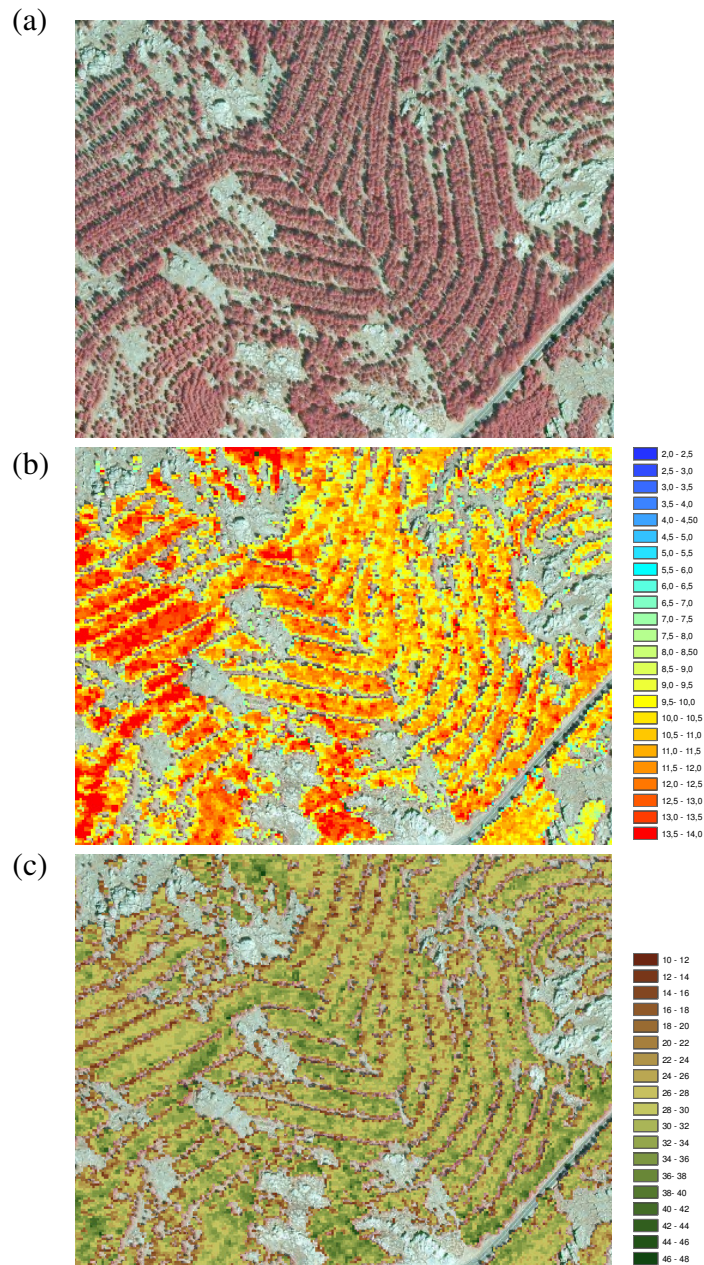 (a)
(b)
2,0 - 2,5
2,5 - 3,0
3,0 - 3,5
3,5 - 4,0
4,0 - 4,50
4,5 - 5,0
5,0 - 5,5
5,5 - 6,0
6,0 - 6,5
6,5 - 7,0
7,0 - 7,5
7,5 - 8,0
8,0 - 8,50
8,5 - 9,0
9,0 - 9,5
9,5- 10,0
10,0 - 10,5
10,5 - 11,0
11,0 - 11,5
11,5 - 12,0
12,0 - 12,5
12,5 - 13,0
13,0 - 13,5
13,5 - 14,0
(c)
10 - 12
12 - 14
14 - 16
16 - 18
18 - 20
20 - 22
22 - 24
24 - 26
26 - 28
28 - 30
30 - 32
32 - 34
34 - 36
36- 38
38- 40
40 - 42
42 - 44
44 - 46
46 - 48